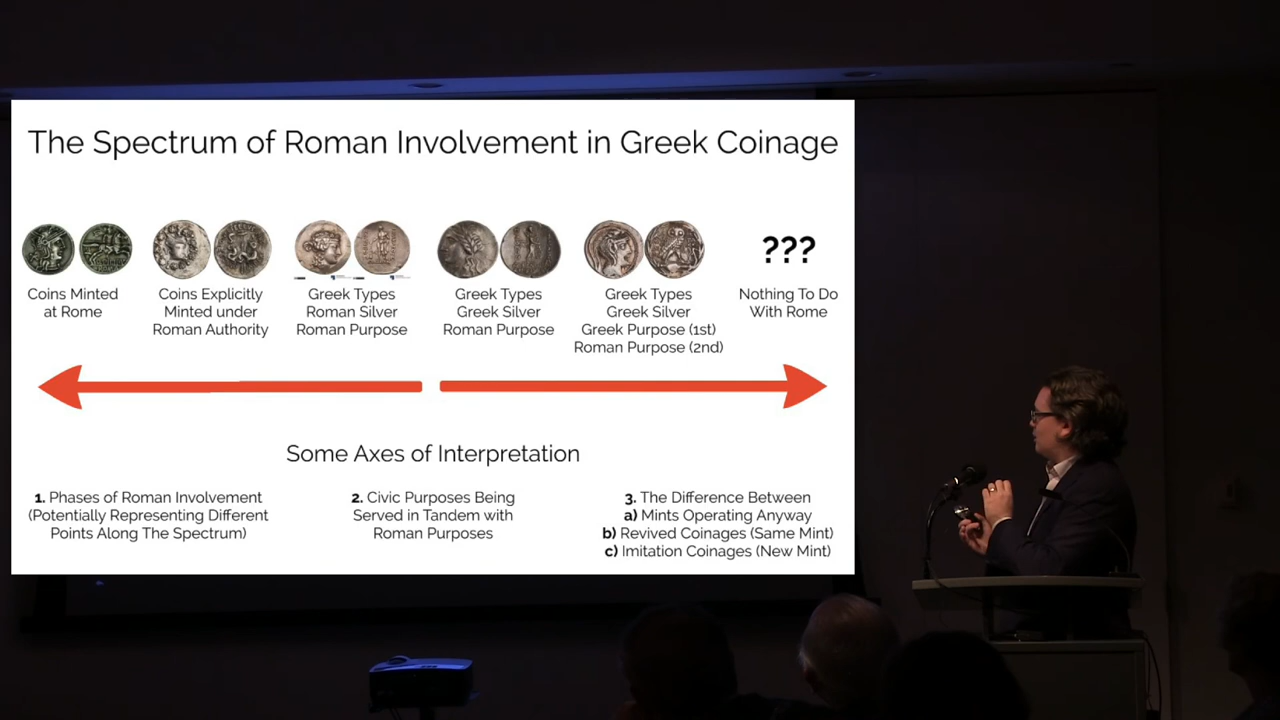 The Spectrum of Roman Involvement in Greek Coinage
Coins Minted
at Rome
Coins Explicitly
Minted under
Roman Authority
Greek Types
Roman Silver
Roman Purpose
Greek Types
Greek Silver
Roman Purpose
Greek Types
Greek Silver
Greek Purpose (1st)
Roman Purpose (2nd)
???
Nothing To Do
With Rome
Some Axes of Interpretation
1. Phases of Roman Involvement
(Potentially Representing Different
Points Along The Spectrum)
2. Civic Purposes Being
Served in Tandem with
Roman Purposes
3. The Difference Between
a) Mints Operating Anyway
b) Revived Coinages (Same Mint)
c) Imitation Coinages (New Mint)